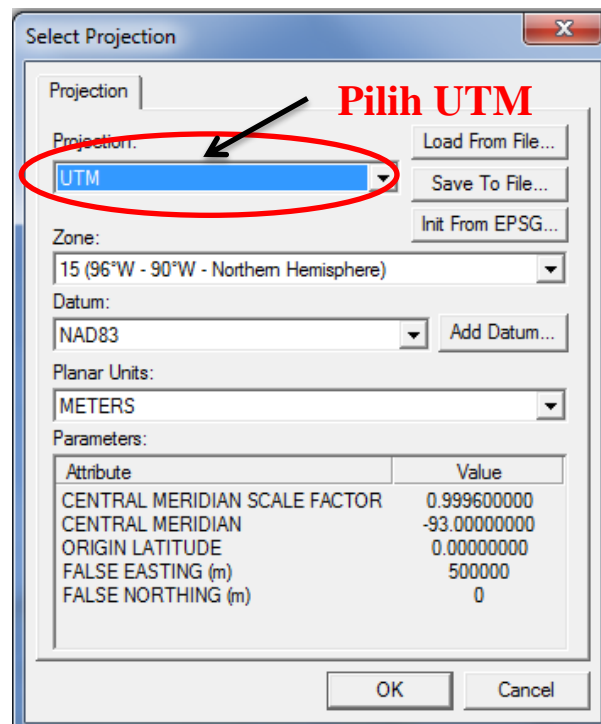 Select Projection
Projection
Pilih UTM
Projection:
Load From File...
UTM
Save To File...
Init From EPSG...
Zone:
15 (96°W - 90°W - Northern Hemisphere)
Datum:
NAD83
Add Datum...
Planar Units:
METERS
Parameters:
Attribute Value
CENTRAL MERIDIAN SCALE FACTOR 0.999600000
CENTRAL MERIDIAN -93.00000000
ORIGIN LATITUDE 0.00000000
FALSE EASTING (m) 500000
FALSE NORTHING (m) 0
OK Cancel